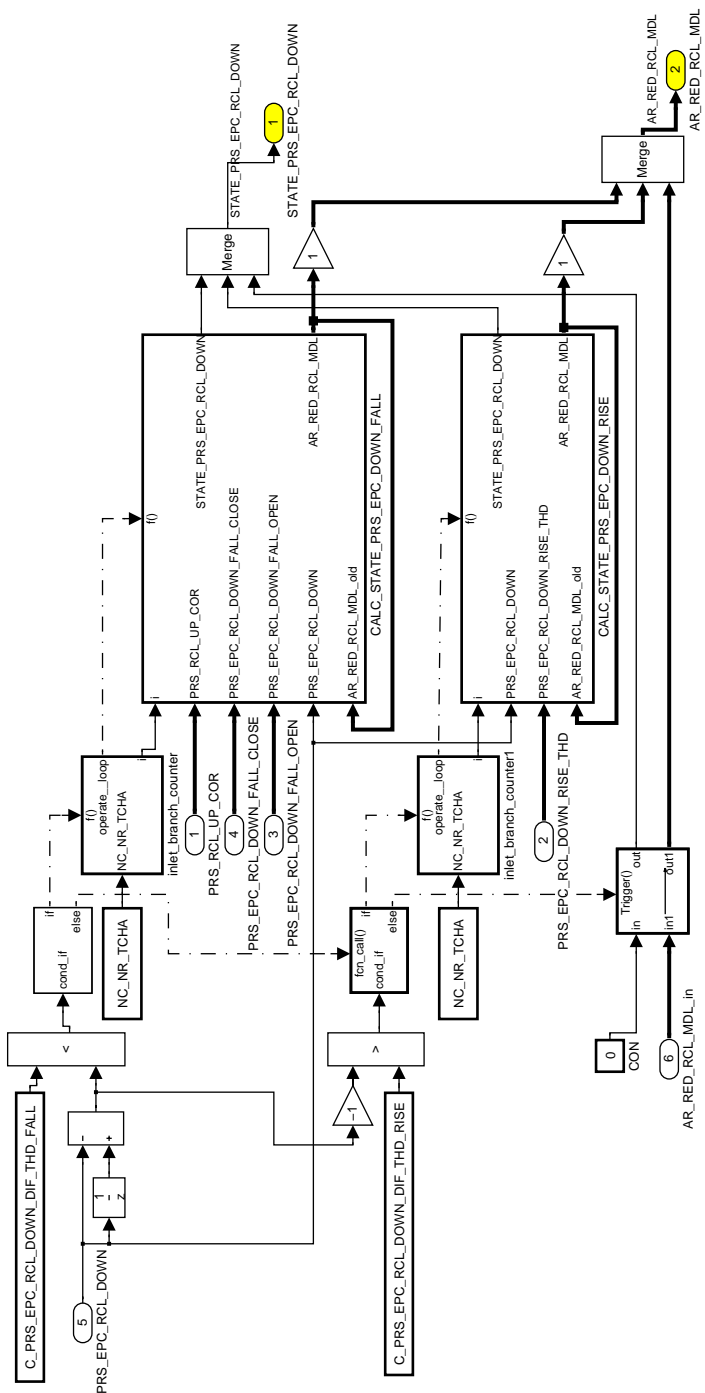 C_PRS_EPC_RCL_DOWN_DIF_THD_FALL
5
PRS_EPC_RCL_DOWN
1
z
-
+
<
cond_if
if
else
NC_NR_TCHA
f()
NC_NR_TCHA
operate__loop
i
inlet_branch_counter
1
PRS_RCL_UP_COR
4
PRS_EPC_RCL_DOWN_FALL_CLOSE
3
PRS_EPC_RCL_DOWN_FALL_OPEN
i
f()
PRS_RCL_UP_COR
PRS_EPC_RCL_DOWN_FALL_CLOSE
PRS_EPC_RCL_DOWN_FALL_OPEN
PRS_EPC_RCL_DOWN
AR_RED_RCL_MDL_old
STATE_PRS_EPC_RCL_DOWN
AR_RED_RCL_MDL
CALC_STATE_PRS_EPC_DOWN_FALL
Merge
STATE_PRS_EPC_RCL_DOWN
1
STATE_PRS_EPC_RCL_DOWN
1
-1
>
C_PRS_EPC_RCL_DOWN_DIF_THD_RISE
fcn_call()
cond_if
if
else
NC_NR_TCHA
f()
NC_NR_TCHA
operate__loop
i
inlet_branch_counter1
2
PRS_EPC_RCL_DOWN_RISE_THD
i
f()
PRS_EPC_RCL_DOWN
PRS_EPC_RCL_DOWN_RISE_THD
AR_RED_RCL_MDL_old
STATE_PRS_EPC_RCL_DOWN
AR_RED_RCL_MDL
CALC_STATE_PRS_EPC_DOWN_RISE
1
0
CON
6
AR_RED_RCL_MDL_in
Trigger()
in
out
in1
out1
Merge
AR_RED_RCL_MDL
2
AR_RED_RCL_MDL